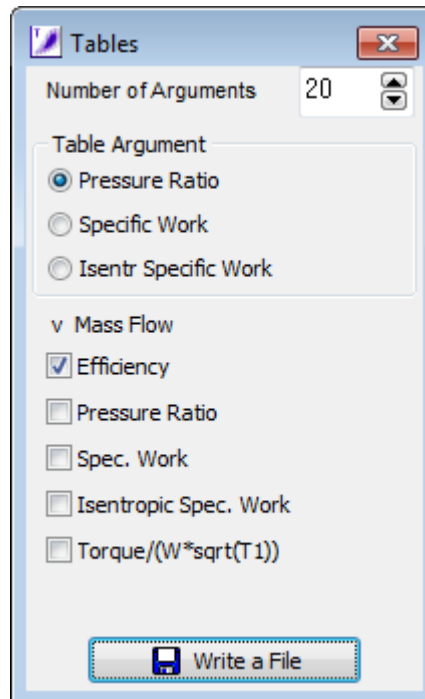 Tables
Number of Arguments 20
Table Argument
Pressure Ratio
Specific Work
Isentr Specific Work
v Mass Flow
Efficiency
Pressure Ratio
Spec. Work
Isentropic Spec. Work
Torque/(W*sqrt(T1))
Write a File